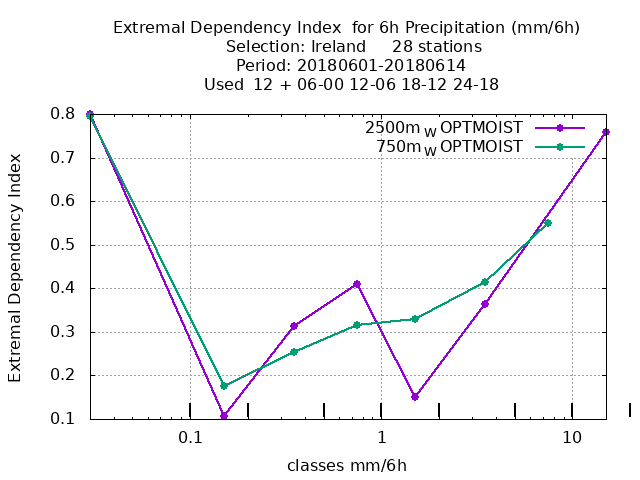 Extremal Dependency Index  for 6h Precipitation (mm/6h)
Selection: Ireland     28 stations
Period: 20180601-20180614
Used  12 + 06-00 12-06 18-12 24-18
2500m W OPTMOIST
750m W OPTMOIST
Extremal Dependency Index
0.8
0.7
0.6
0.5
0.4
0.3
0.2
0.1
0.1 1 10
classes mm/6h